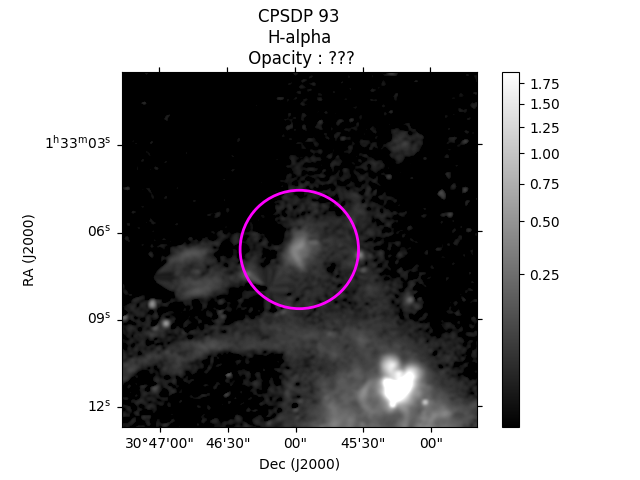 CPSDP 93
H-alpha
Opacity : ???
1h33m03s
06s
09s
12s
RA (J2000)
30°47'00" 46'30" 00" 45'30" 00"
Dec (J2000)
1.75
1.50
1.25
1.00
0.75
0.50
0.25